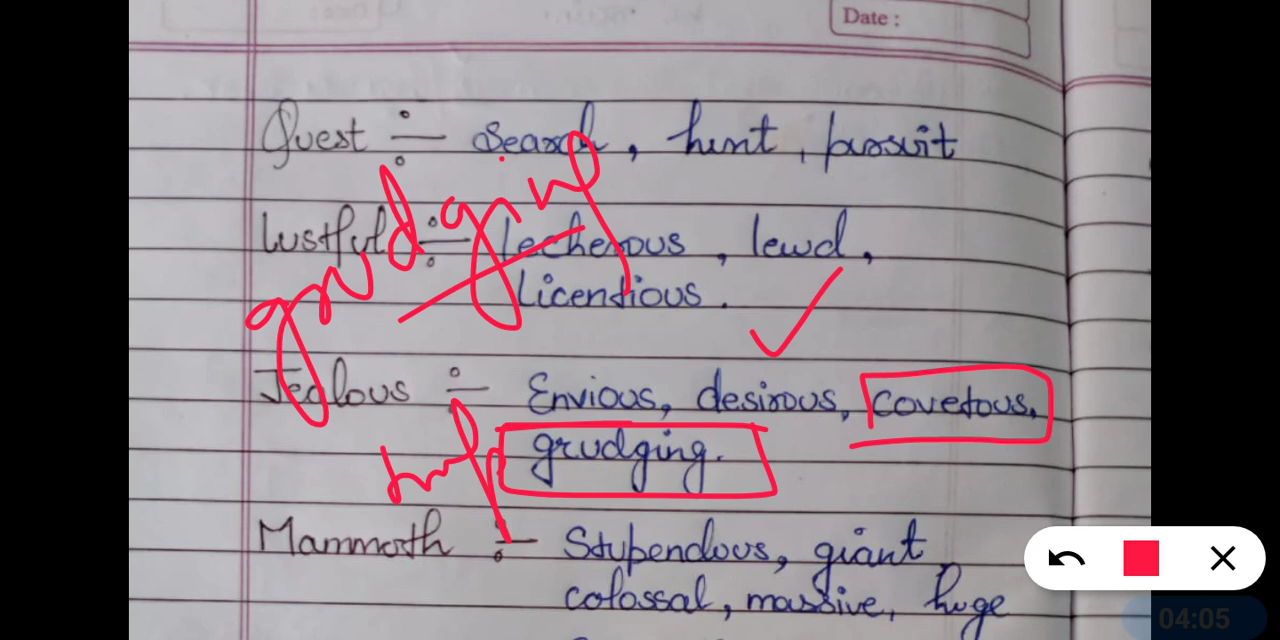 Date :
Quest ÷ Search, hunt, pursuit
Lustful ÷ lecherous, lewd,
Licentious.
grudging
Jealous ÷ Envious, desirous, covetous,
grudging.
Mammoth ÷ Stupendous, giant
colossal, massive, huge
04:05